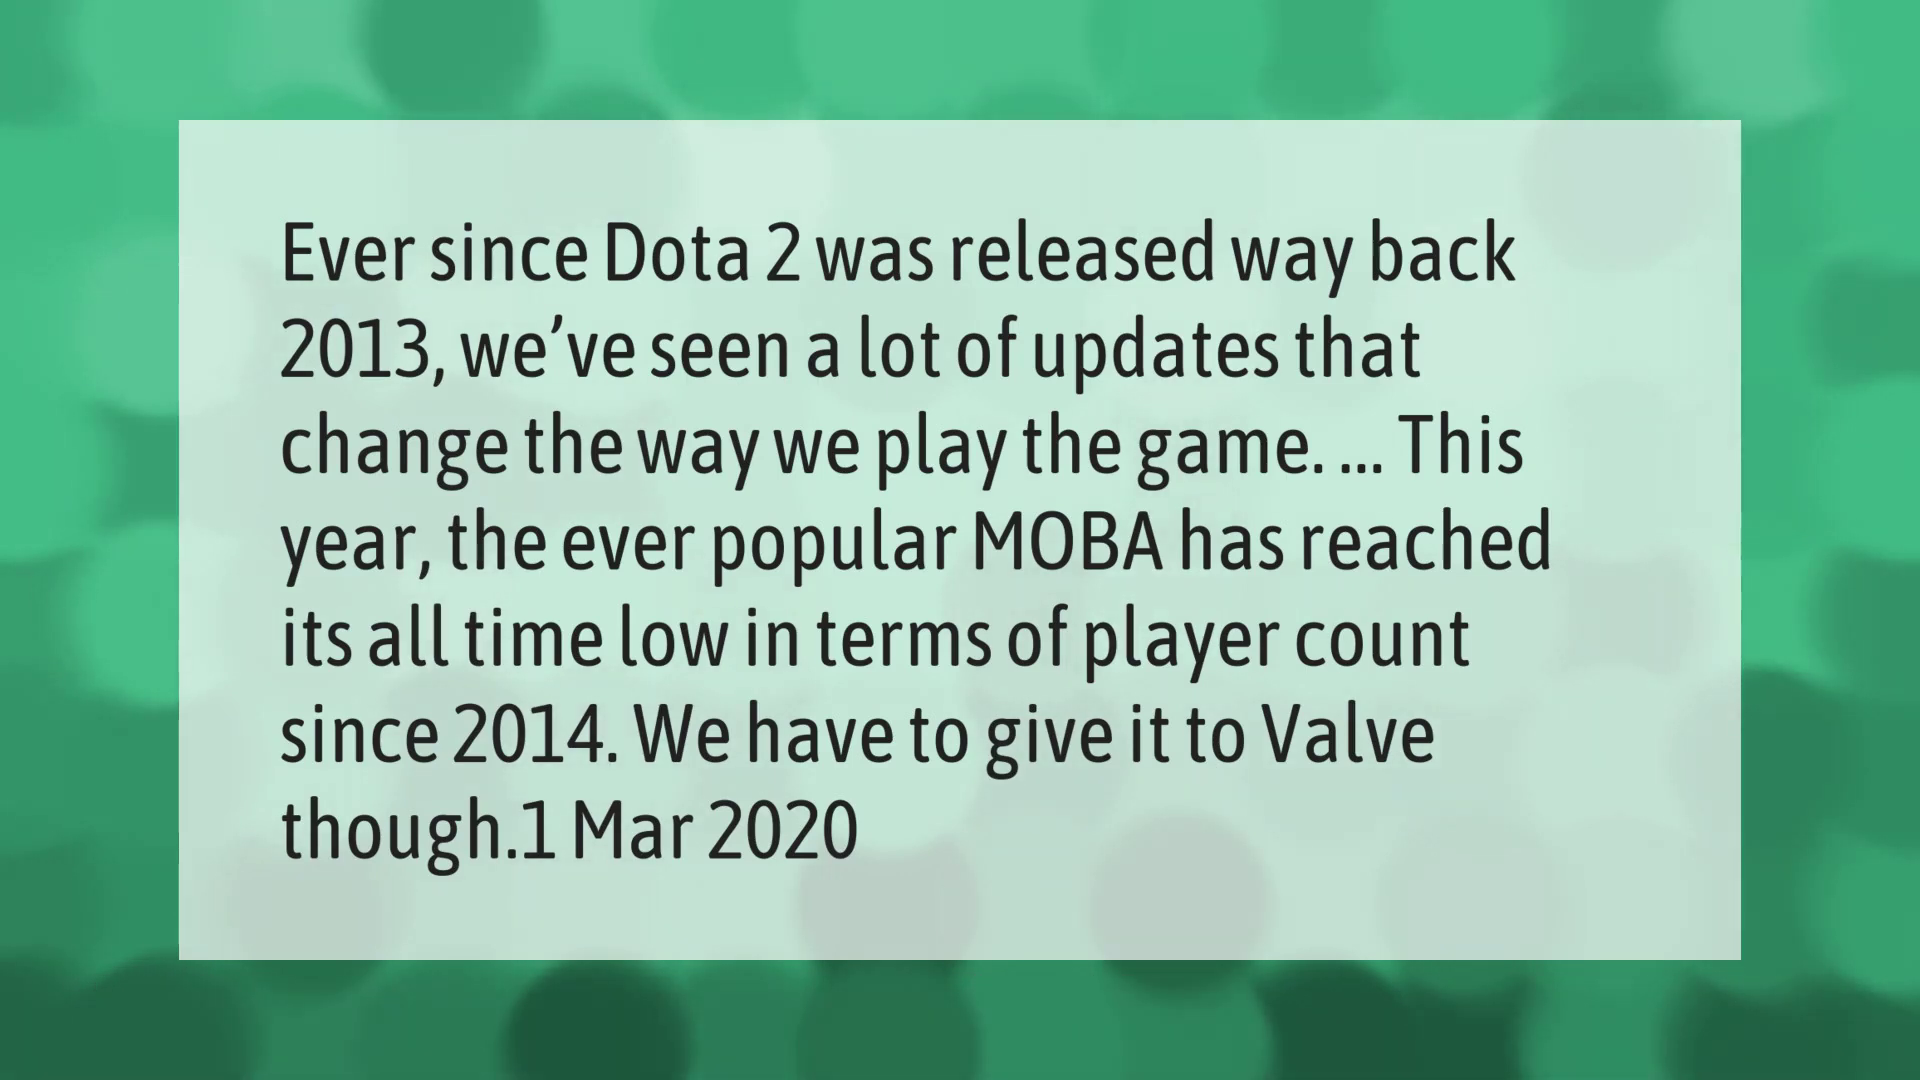 Ever since Dota 2 was released way back
2013, we’ve seen a lot of updates that
change the way we play the game. ... This
year, the ever popular MOBA has reached
its all time low in terms of player count
since 2014. We have to give it to Valve
though.1 Mar 2020